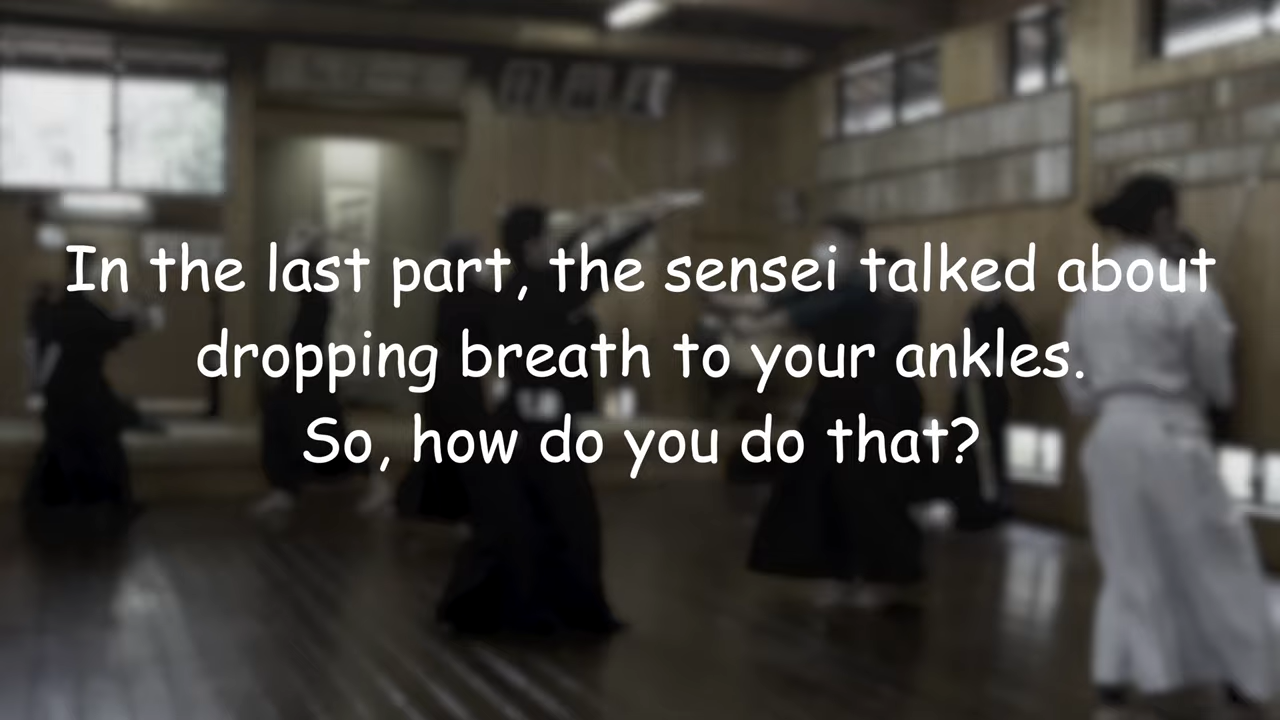 In the last part, the sensei talked about
dropping breath to your ankles.
So, how do you do that?